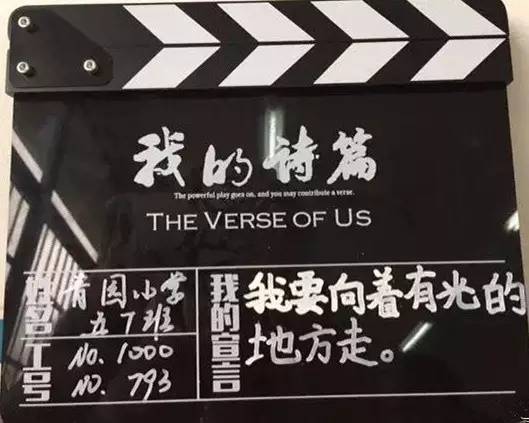 我的诗篇
The powerful play goes on, and you may contribute a verse.
THE VERSE OF US
姓名
青园小学
五7班
工号
No. 1000
No. 793
我的宣言
我要向着有光的
地方走。